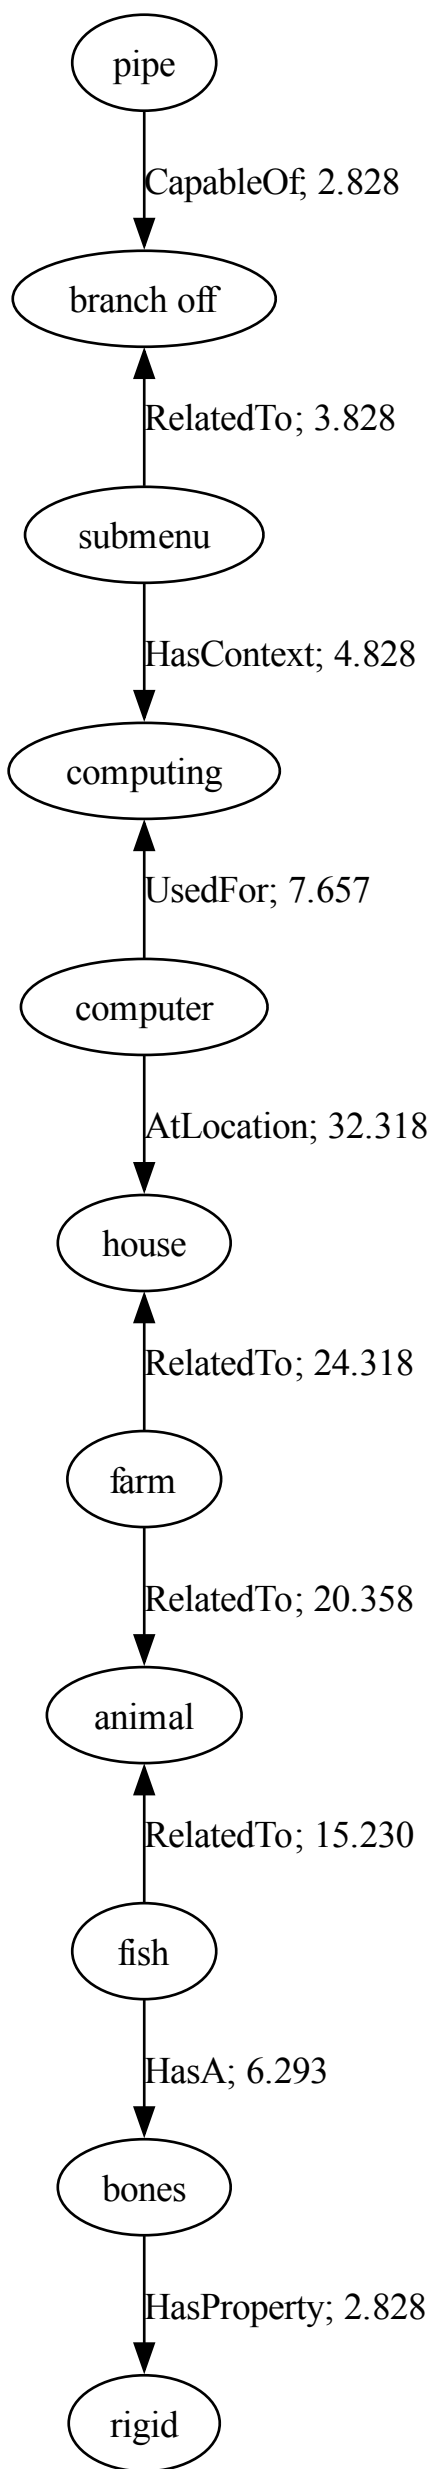 pipe
CapableOf; 2.828
branch off
RelatedTo; 3.828
submenu
HasContext; 4.828
computing
UsedFor; 7.657
computer
AtLocation; 32.318
house
RelatedTo; 24.318
farm
RelatedTo; 20.358
animal
RelatedTo; 15.230
fish
HasA; 6.293
bones
HasProperty; 2.828
rigid